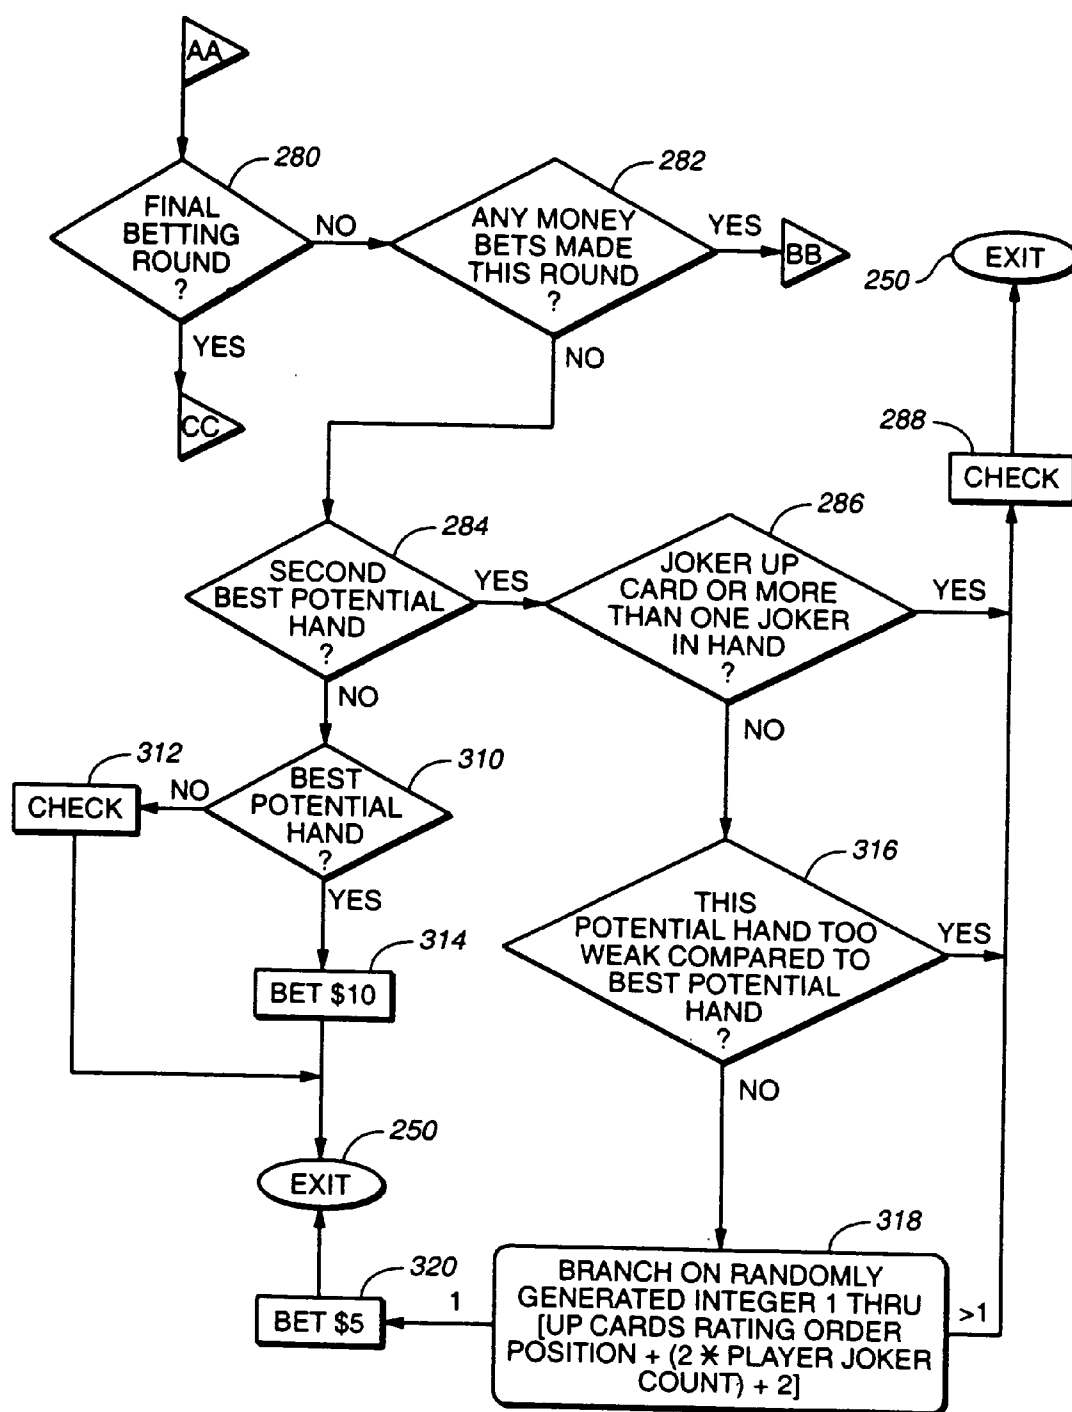 AA
280
282
FINAL
BETTING
ROUND
?
NO
ANY MONEY
BETS MADE
THIS ROUND
?
YES
BB
EXIT
250
YES
CC
NO
288
CHECK
284
286
SECOND
BEST POTENTIAL
HAND
?
YES
JOKER UP
CARD OR MORE
THAN ONE JOKER
IN HAND
?
YES
NO
NO
312
CHECK
NO
310
BEST
POTENTIAL
HAND
?
YES
316
THIS
POTENTIAL HAND TOO
WEAK COMPARED TO
BEST POTENTIAL
HAND
?
YES
314
BET $10
NO
250
EXIT
318
320
BET $5
1
BRANCH ON RANDOMLY
GENERATED INTEGER 1 THRU
[UP CARDS RATING ORDER
POSITION + (2 * PLAYER JOKER
COUNT) + 2]
>1